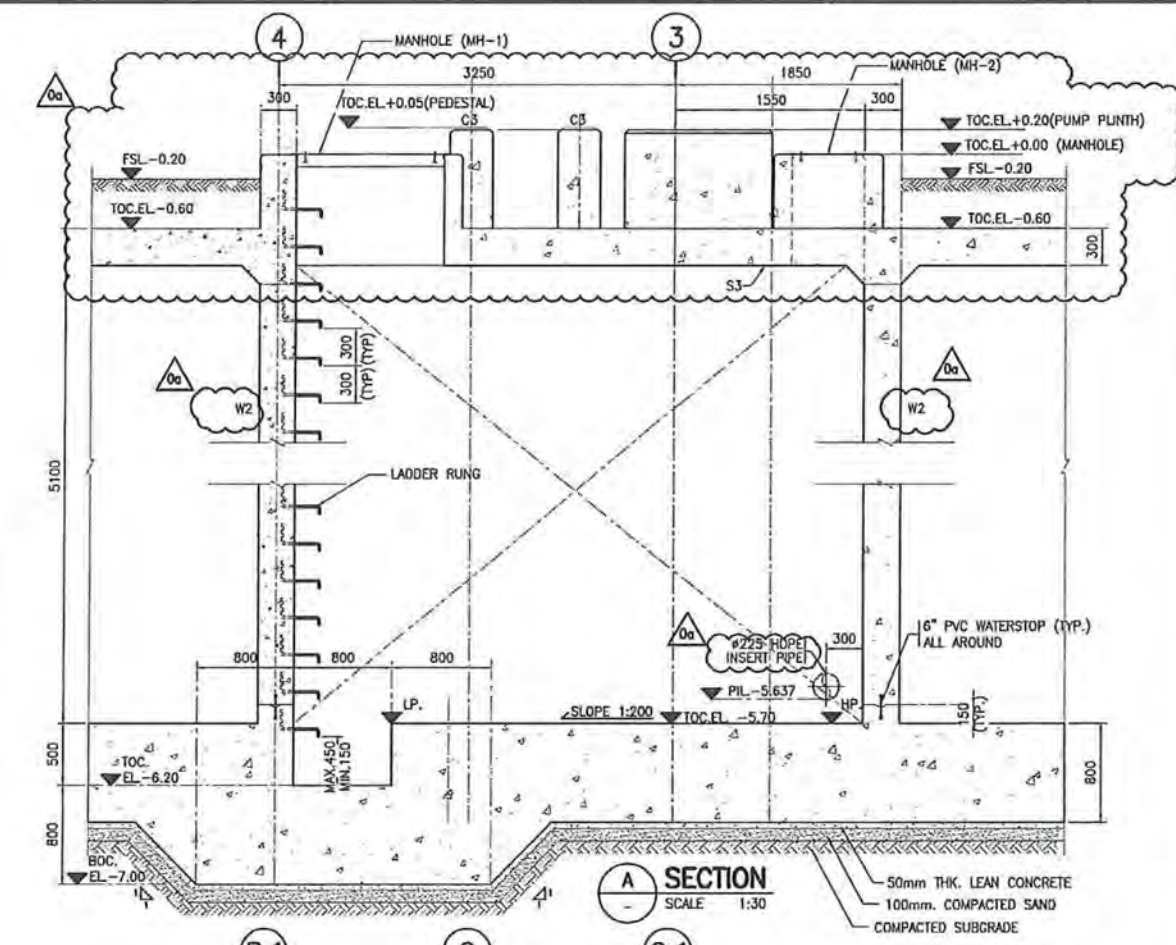 4
3
MANHOLE (MH-1)
3250
1850
MANHOLE (MH-2)
0a
300
TOC.EL.+0.05(PEDESTAL)
C3
C3
1550
300
TOC.EL.+0.20(PUMP PLINTH)
TOC.EL.+0.00 (MANHOLE)
FSL.-0.20
FSL.-0.20
TOC.EL.-0.60
TOC.EL.-0.60
300
S3
0a
300
(TYP)
300
(TYP)
0a
W2
W2
5100
LADDER RUNG
0a
ø225 HDPE
INSERT PIPE
300
6" PVC WATERSTOP (TYP.)
ALL AROUND
800
800
800
LP.
PIL.-5.637
HP.
SLOPE 1:200
TOC.EL. -5.70
150
(TYP.)
500
TOC.
EL.-6.20
MAX.450
MIN.150
800
800
BOC.
EL.-7.00
A
-
SECTION
SCALE 1:30
50mm THK. LEAN CONCRETE
100mm. COMPACTED SAND
COMPACTED SUBGRADE